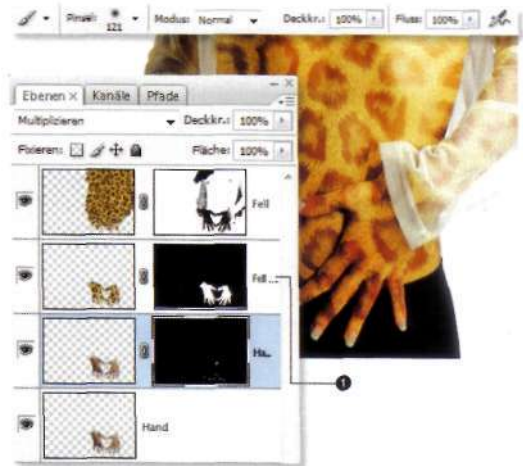 Pinsel: 121 Modus: Normal Deckkr.: 100% Fluss: 100%
Ebenen × Kanäle Pfade
Multiplizieren Deckkr.: 100%
Fixieren: Fläche: 100%
Fell
Fell ...
1
Ha...
Hand